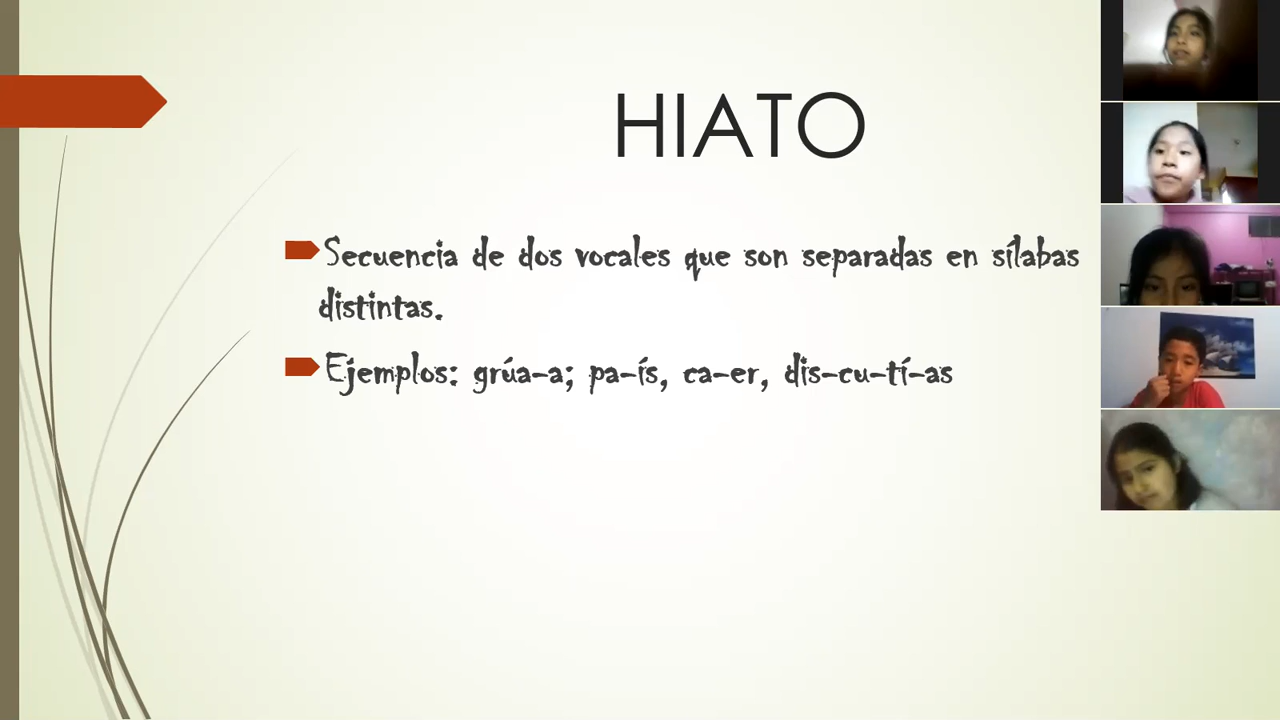 HIATO
Secuencia de dos vocales que son separadas en sílabas
distintas.
Ejemplos: grúa-a; pa-ís, ca-er, dis-cu-tí-as